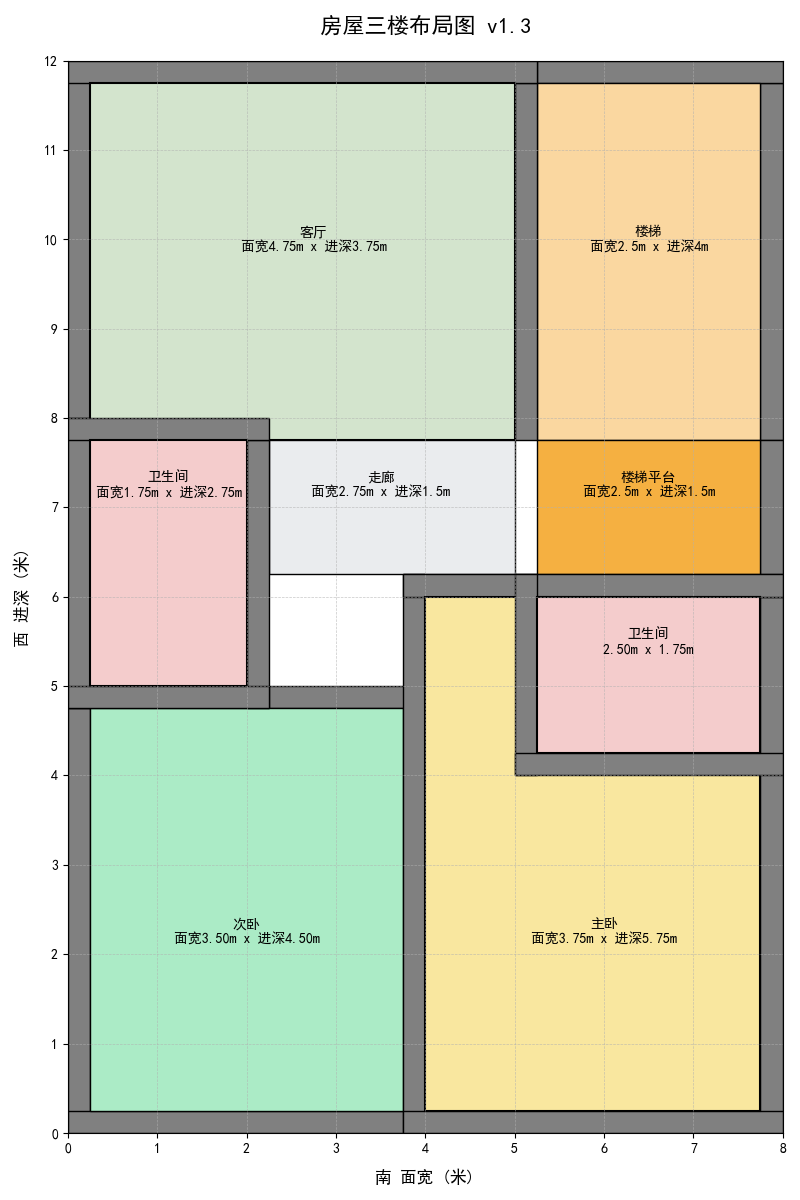 房屋三楼布局图 v1.3
12
11
10
9
8
7
6
5
4
3
2
1
0
西 进深 (米)
客厅
面宽4.75m x 进深3.75m
楼梯
面宽2.5m x 进深4m
卫生间
面宽1.75m x 进深2.75m
走廊
面宽2.75m x 进深1.5m
楼梯平台
面宽2.5m x 进深1.5m
卫生间
2.50m x 1.75m
次卧
面宽3.50m x 进深4.50m
主卧
面宽3.75m x 进深5.75m
0 1 2 3 4 5 6 7 8
南 面宽 (米)